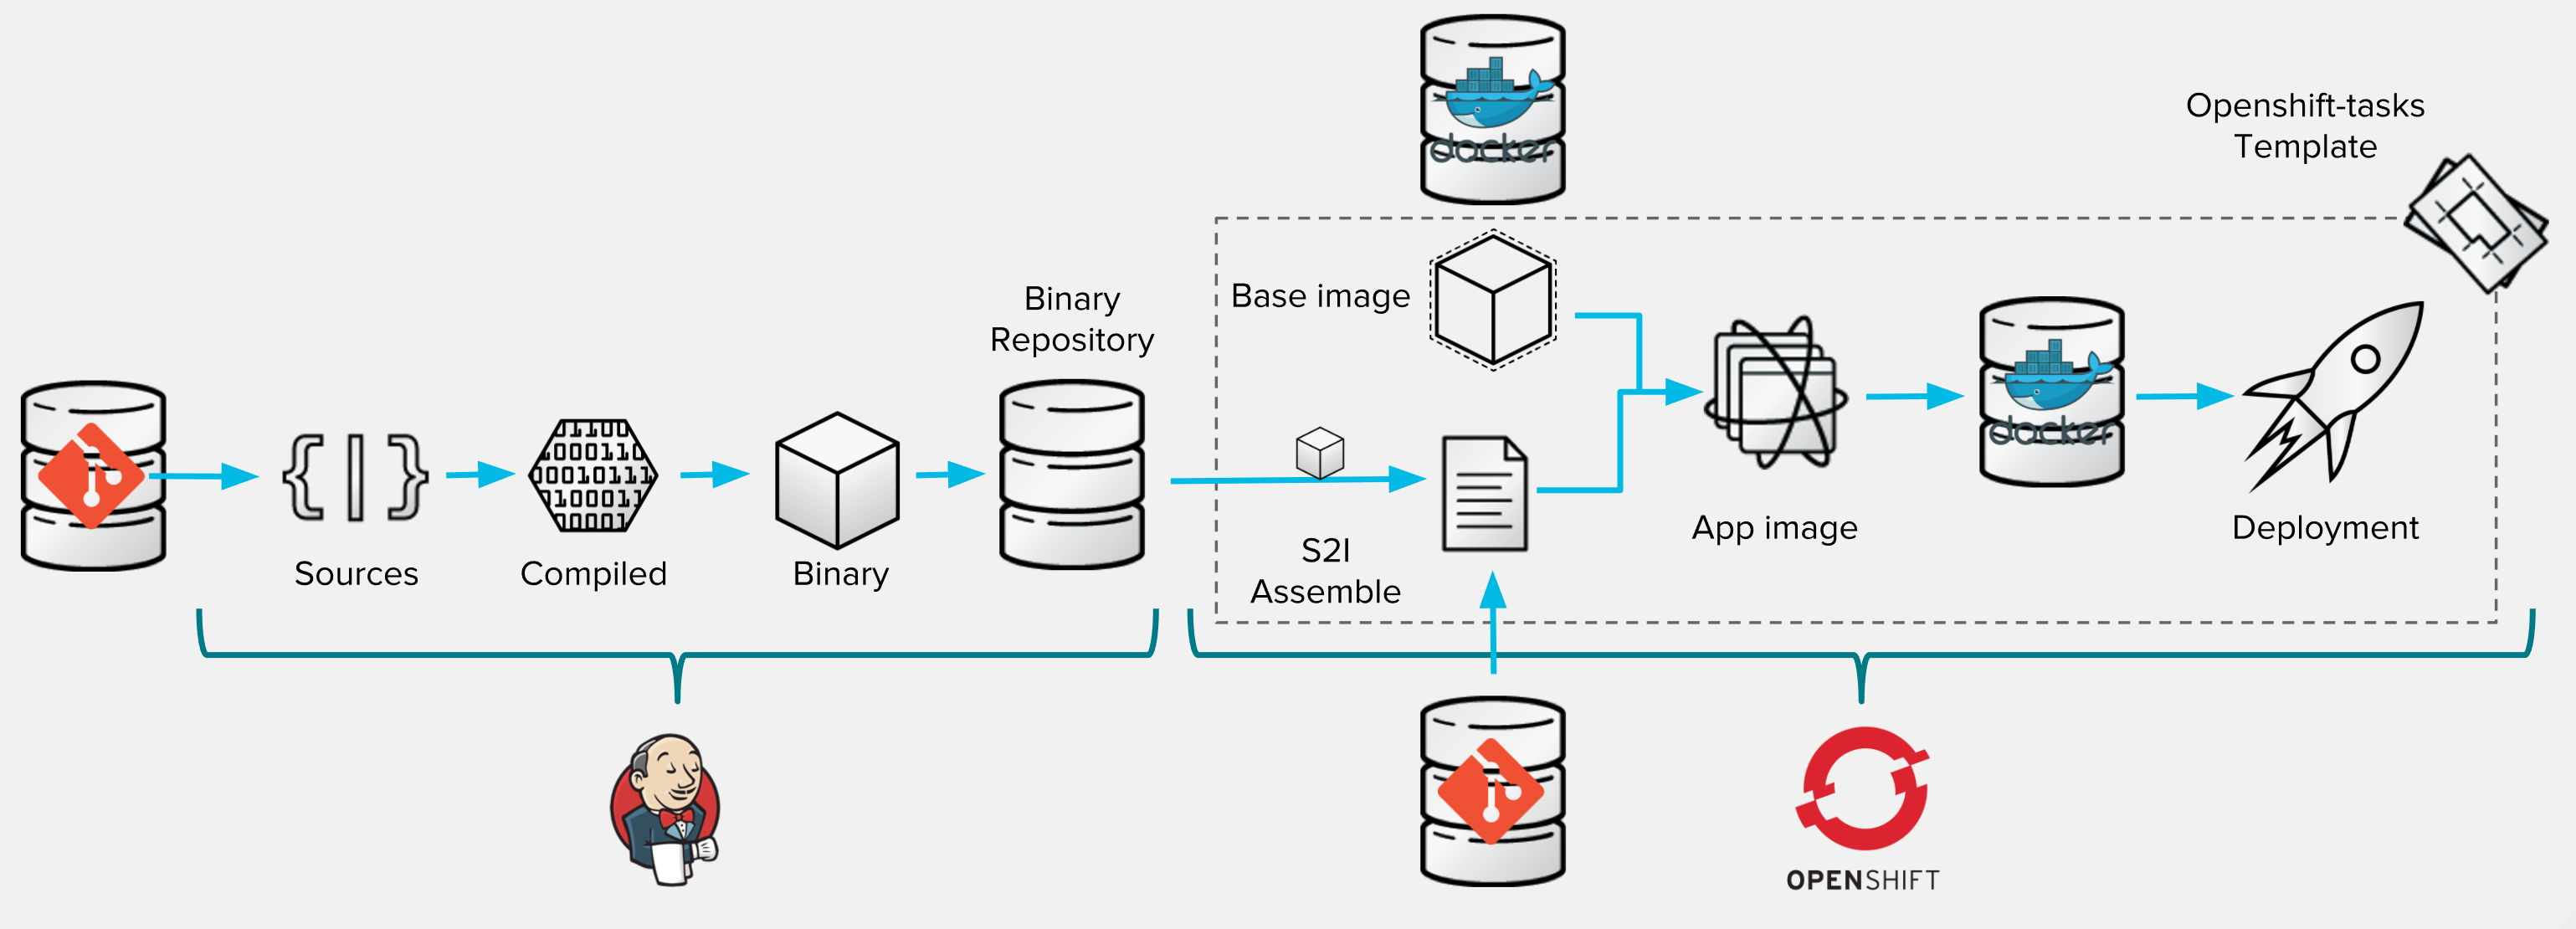 docker
Openshift-tasks
Template
Base image
Binary
Repository
Sources
Compiled
Binary
S2I
Assemble
App image
docker
Deployment
OPENSHIFT